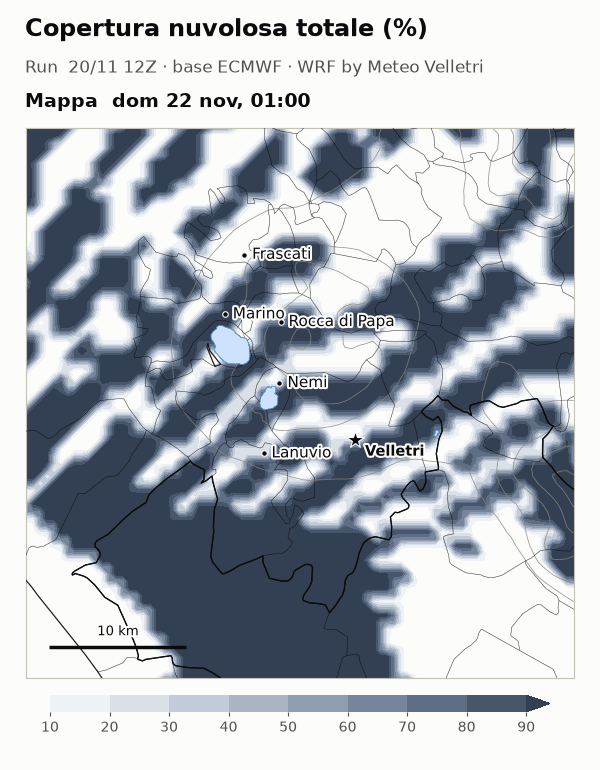 Copertura nuvolosa totale (%)
Run  20/11 12Z · base ECMWF · WRF by Meteo Velletri
Mappa  dom 22 nov, 01:00
Frascati
Marino
Rocca di Papa
Nemi
Velletri
Lanuvio
10 km
10 20 30 40 50 60 70 80 90